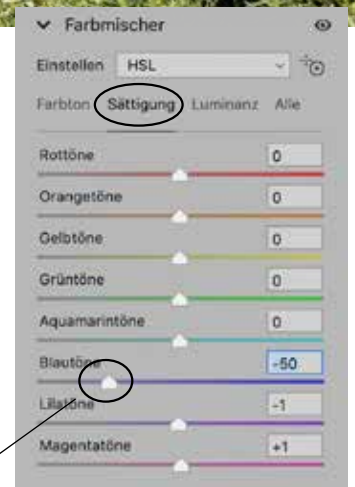 Farbmischer
Einstellen HSL
Farbton Sättigung Luminanz Alle
Rottöne 0
Orangetöne 0
Gelbtöne 0
Grüntöne 0
Aquamarintöne 0
Blautöne -50
Lilatöne -1
Magentatöne +1